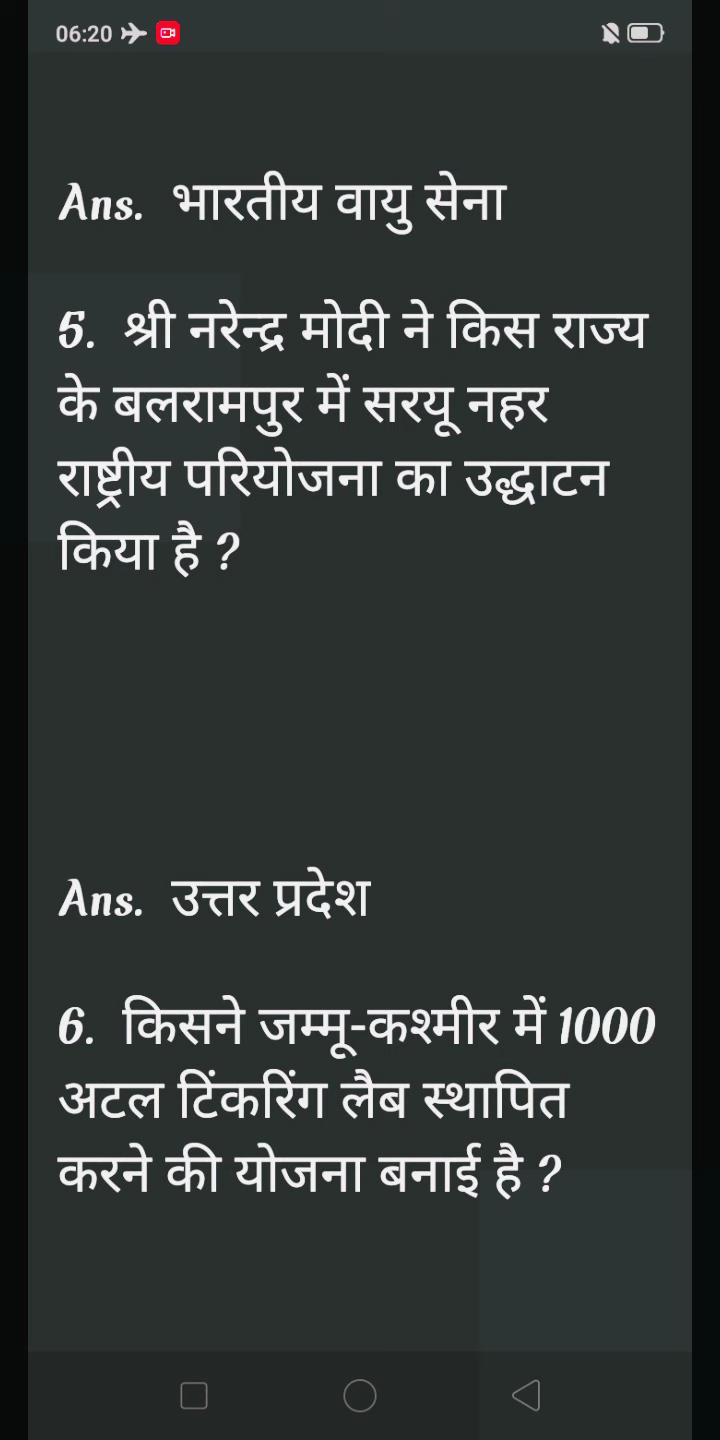 06:20
Ans. भारतीय वायु सेना
5. श्री नरेन्द्र मोदी ने किस राज्य
के बलरामपुर में सरयू नहर
राष्ट्रीय परियोजना का उद्धाटन
किया है ?
Ans. उत्तर प्रदेश
6. किसने जम्मू-कश्मीर में 1000
अटल टिंकरिंग लैब स्थापित
करने की योजना बनाई है ?